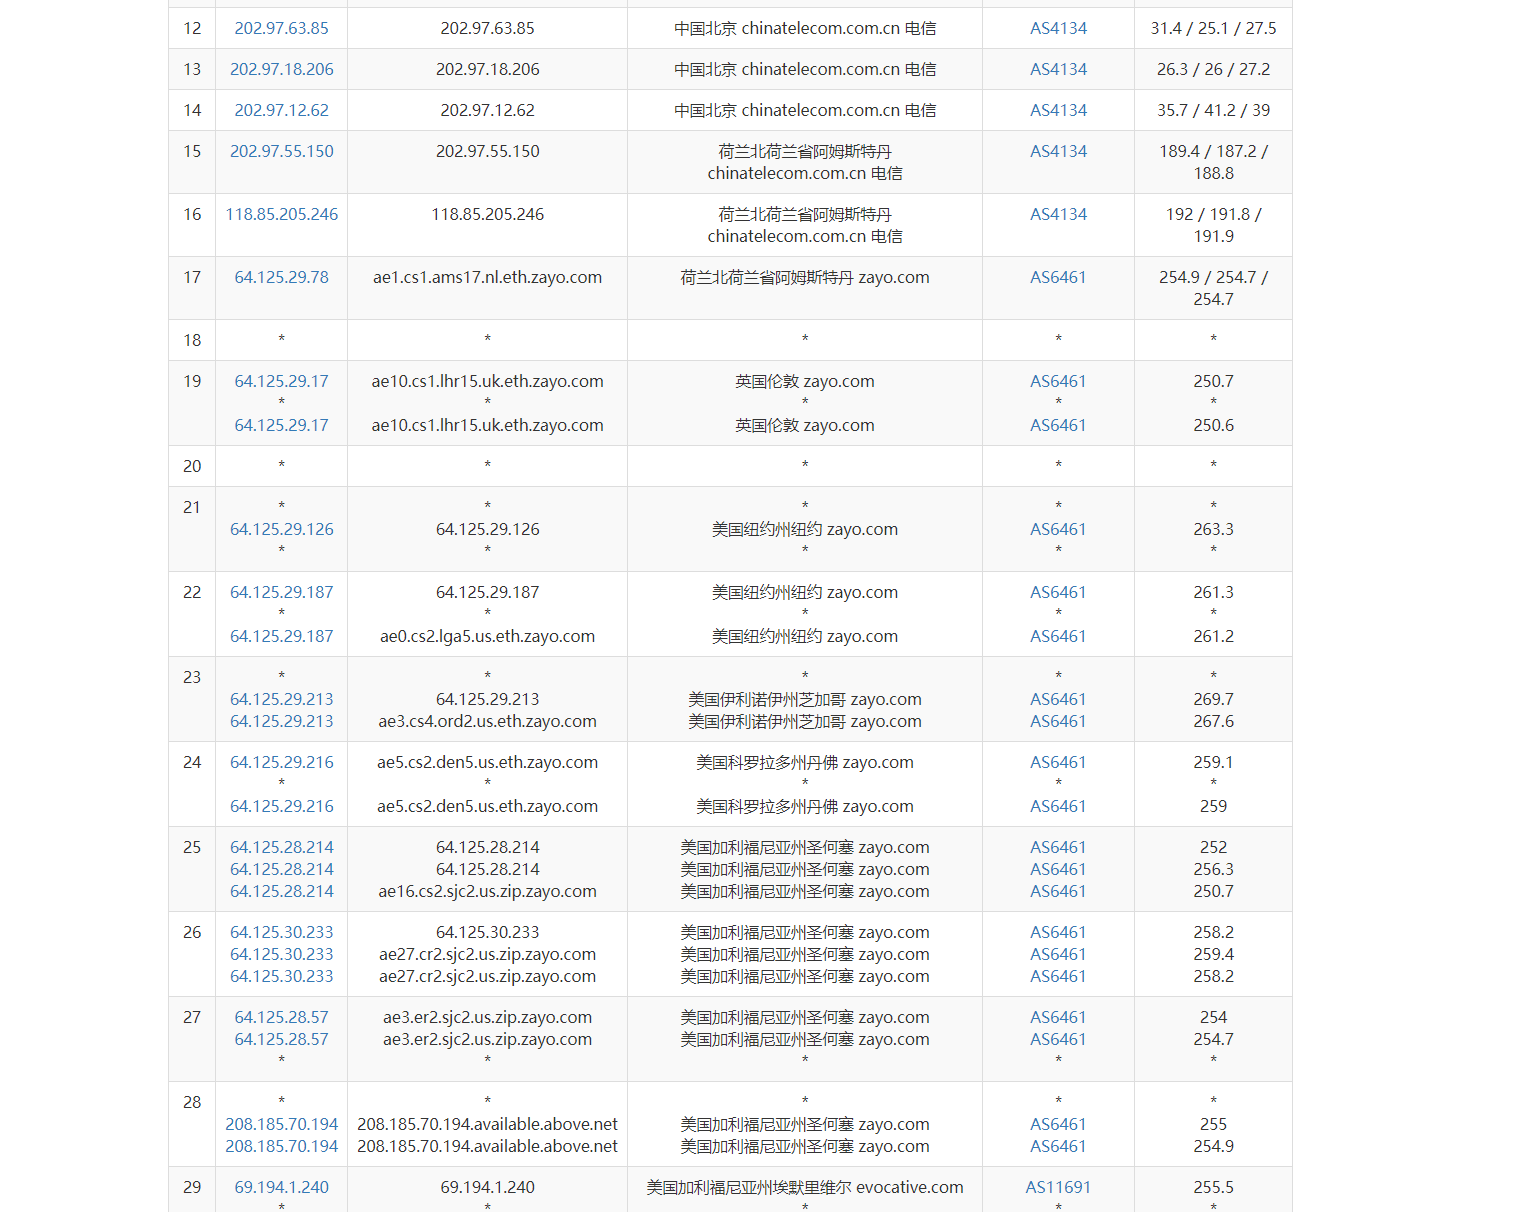 12 202.97.63.85 202.97.63.85 中国北京 chinatelecom.com.cn 电信 AS4134 31.4 / 25.1 / 27.5
13 202.97.18.206 202.97.18.206 中国北京 chinatelecom.com.cn 电信 AS4134 26.3 / 26 / 27.2
14 202.97.12.62 202.97.12.62 中国北京 chinatelecom.com.cn 电信 AS4134 35.7 / 41.2 / 39
15 202.97.55.150 202.97.55.150 荷兰北荷兰省阿姆斯特丹 AS4134 189.4 / 187.2 /
chinatelecom.com.cn 电信 188.8
16 118.85.205.246 118.85.205.246 荷兰北荷兰省阿姆斯特丹 AS4134 192 / 191.8 /
chinatelecom.com.cn 电信 191.9
17 64.125.29.78 ae1.cs1.ams17.nl.eth.zayo.com 荷兰北荷兰省阿姆斯特丹 zayo.com AS6461 254.9 / 254.7 /
254.7
18 * * * * *
19 64.125.29.17 ae10.cs1.lhr15.uk.eth.zayo.com 英国伦敦 zayo.com AS6461 250.7
* * * * *
64.125.29.17 ae10.cs1.lhr15.uk.eth.zayo.com 英国伦敦 zayo.com AS6461 250.6
20 * * * * *
21 * * * * *
64.125.29.126 64.125.29.126 美国纽约州纽约 zayo.com AS6461 263.3
* * * * *
22 64.125.29.187 64.125.29.187 美国纽约州纽约 zayo.com AS6461 261.3
* * * * *
64.125.29.187 ae0.cs2.lga5.us.eth.zayo.com 美国纽约州纽约 zayo.com AS6461 261.2
23 * * * * *
64.125.29.213 64.125.29.213 美国伊利诺伊州芝加哥 zayo.com AS6461 269.7
64.125.29.213 ae3.cs4.ord2.us.eth.zayo.com 美国伊利诺伊州芝加哥 zayo.com AS6461 267.6
24 64.125.29.216 ae5.cs2.den5.us.eth.zayo.com 美国科罗拉多州丹佛 zayo.com AS6461 259.1
* * * * *
64.125.29.216 ae5.cs2.den5.us.eth.zayo.com 美国科罗拉多州丹佛 zayo.com AS6461 259
25 64.125.28.214 64.125.28.214 美国加利福尼亚州圣何塞 zayo.com AS6461 252
64.125.28.214 64.125.28.214 美国加利福尼亚州圣何塞 zayo.com AS6461 256.3
64.125.28.214 ae16.cs2.sjc2.us.zip.zayo.com 美国加利福尼亚州圣何塞 zayo.com AS6461 250.7
26 64.125.30.233 64.125.30.233 美国加利福尼亚州圣何塞 zayo.com AS6461 258.2
64.125.30.233 ae27.cr2.sjc2.us.zip.zayo.com 美国加利福尼亚州圣何塞 zayo.com AS6461 259.4
64.125.30.233 ae27.cr2.sjc2.us.zip.zayo.com 美国加利福尼亚州圣何塞 zayo.com AS6461 258.2
27 64.125.28.57 ae3.er2.sjc2.us.zip.zayo.com 美国加利福尼亚州圣何塞 zayo.com AS6461 254
64.125.28.57 ae3.er2.sjc2.us.zip.zayo.com 美国加利福尼亚州圣何塞 zayo.com AS6461 254.7
* * * * *
28 * * * * *
208.185.70.194 208.185.70.194.available.above.net 美国加利福尼亚州圣何塞 zayo.com AS6461 255
208.185.70.194 208.185.70.194.available.above.net 美国加利福尼亚州圣何塞 zayo.com AS6461 254.9
29 69.194.1.240 69.194.1.240 美国加利福尼亚州埃默里维尔 evocative.com AS11691 255.5
* * * * *